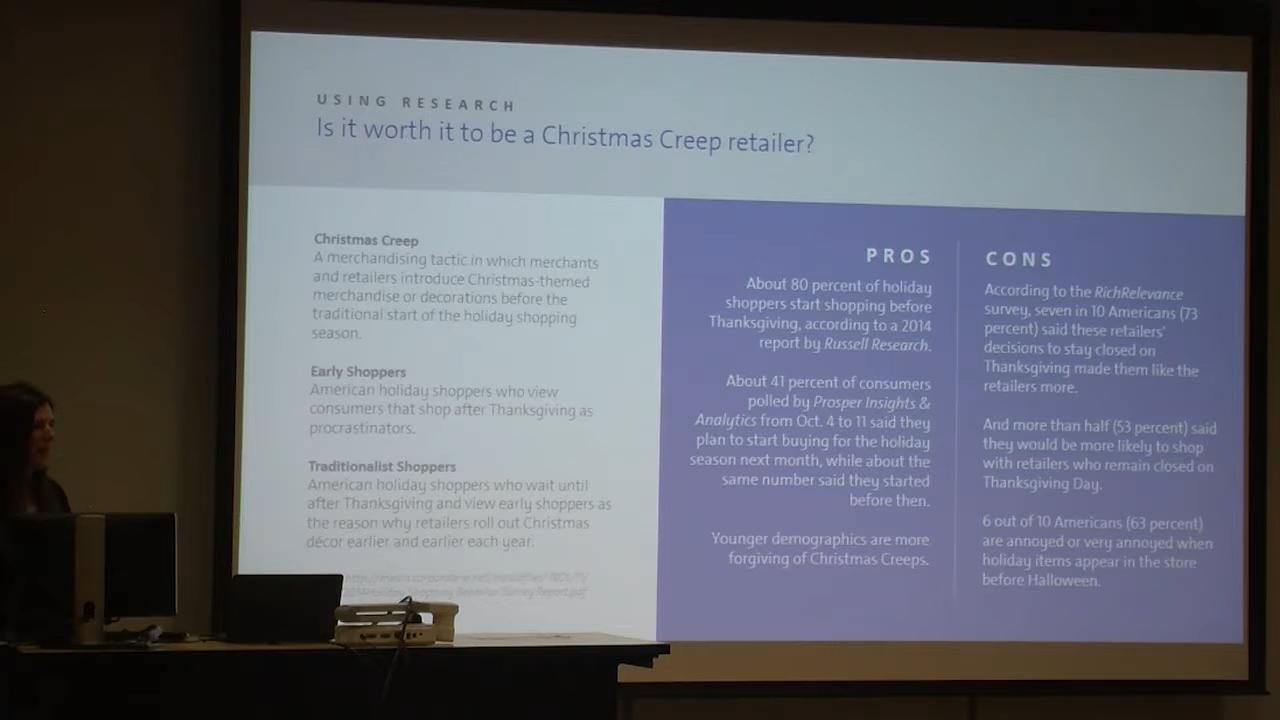 USING RESEARCH
Is it worth it to be a Christmas Creep retailer?
Christmas Creep
A merchandising tactic in which merchants
and retailers introduce Christmas-themed
merchandise or decorations before the
traditional start of the holiday shopping
season.
Early Shoppers
American holiday shoppers who view
consumers that shop after Thanksgiving as
procrastinators.
Traditionalist Shoppers
American holiday shoppers who wait until
after Thanksgiving and view early shoppers as
the reason why retailers roll out Christmas
décor earlier and earlier each year.
PROS
About 80 percent of holiday
shoppers start shopping before
Thanksgiving, according to a 2014
report by Russell Research.
About 41 percent of consumers
polled by Prosper Insights &
Analytics from Oct. 4 to 11 said they
plan to start buying for the holiday
season next month, while about the
same number said they started
before then.
Younger demographics are more
forgiving of Christmas Creeps.
CONS
According to the RichRelevance
survey, seven in 10 Americans (73
percent) said these retailers'
decisions to stay closed on
Thanksgiving made them like the
retailers more.
And more than half (53 percent) said
they would be more likely to shop
with retailers who remain closed on
Thanksgiving Day.
6 out of 10 Americans (63 percent)
are annoyed or very annoyed when
holiday items appear in the store
before Halloween.